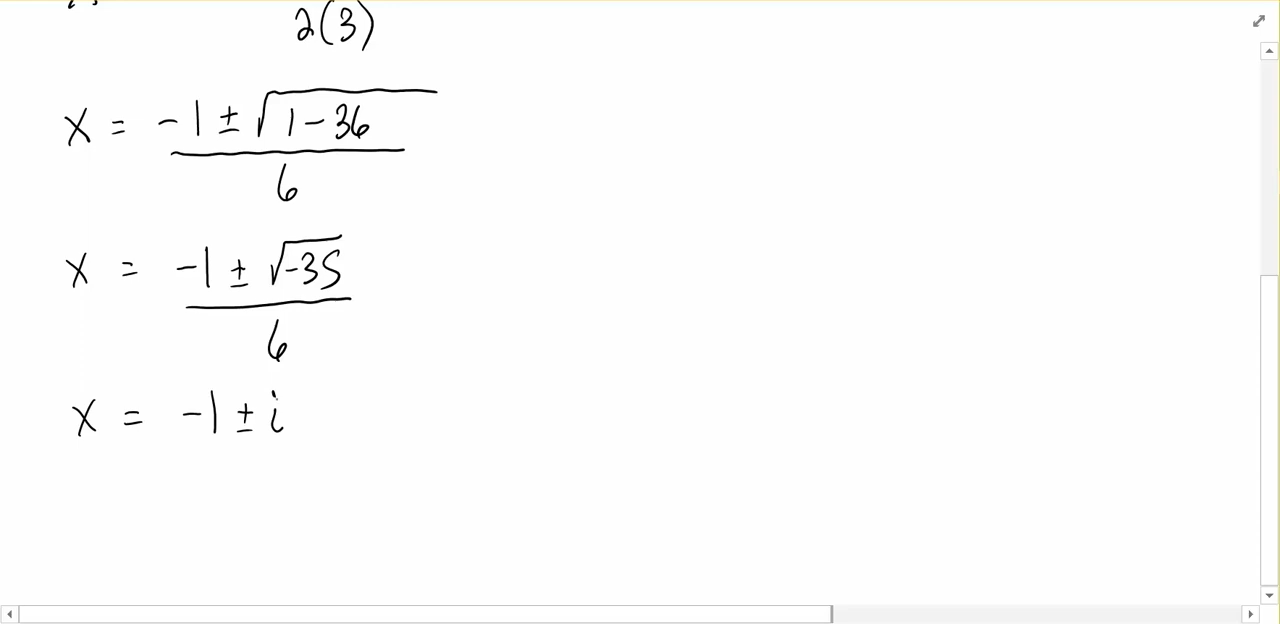 2(3)
x = -1 ± √1-36
6
x = -1 ± √-35
6
x = -1 ± i